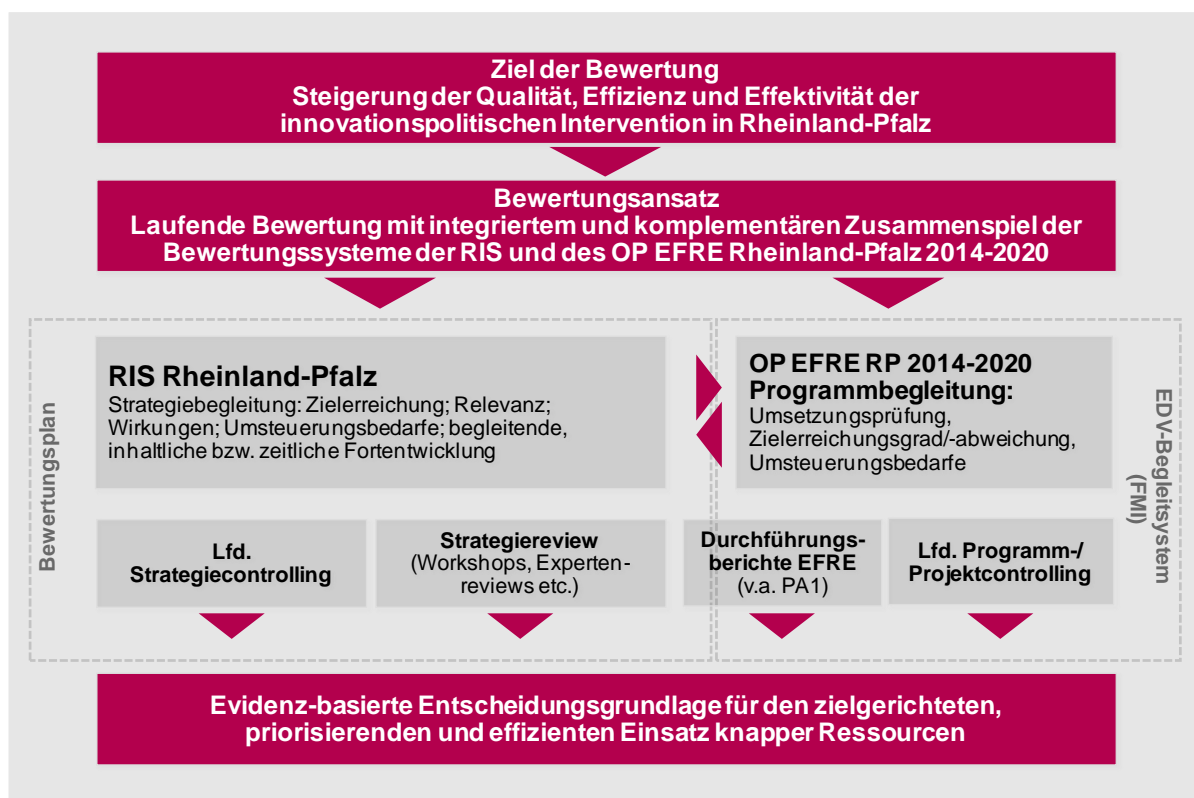 Ziel der Bewertung
Steigerung der Qualität, Effizienz und Effektivität der
innovationspolitischen Intervention in Rheinland-Pfalz
Bewertungsansatz
Laufende Bewertung mit integriertem und komplementären Zusammenspiel der
Bewertungssysteme der RIS und des OP EFRE Rheinland-Pfalz 2014-2020
Bewertungsplan
RIS Rheinland-Pfalz
Strategiebegleitung: Zielerreichung; Relevanz;
Wirkungen; Umsteuerungsbedarfe; begleitende,
inhaltliche bzw. zeitliche Fortentwicklung
OP EFRE RP 2014-2020
Programmbegleitung:
Umsetzungsprüfung,
Zielerreichungsgrad/-abweichung,
Umsteuerungsbedarfe
EDV-Begleitsystem
(FMI)
Lfd.
Strategiecontrolling
Strategiereview
(Workshops, Experten-
reviews etc.)
Durchführungs-
berichte EFRE
(v.a. PA1)
Lfd. Programm-/
Projektcontrolling
Evidenz-basierte Entscheidungsgrundlage für den zielgerichteten,
priorisierenden und effizienten Einsatz knapper Ressourcen